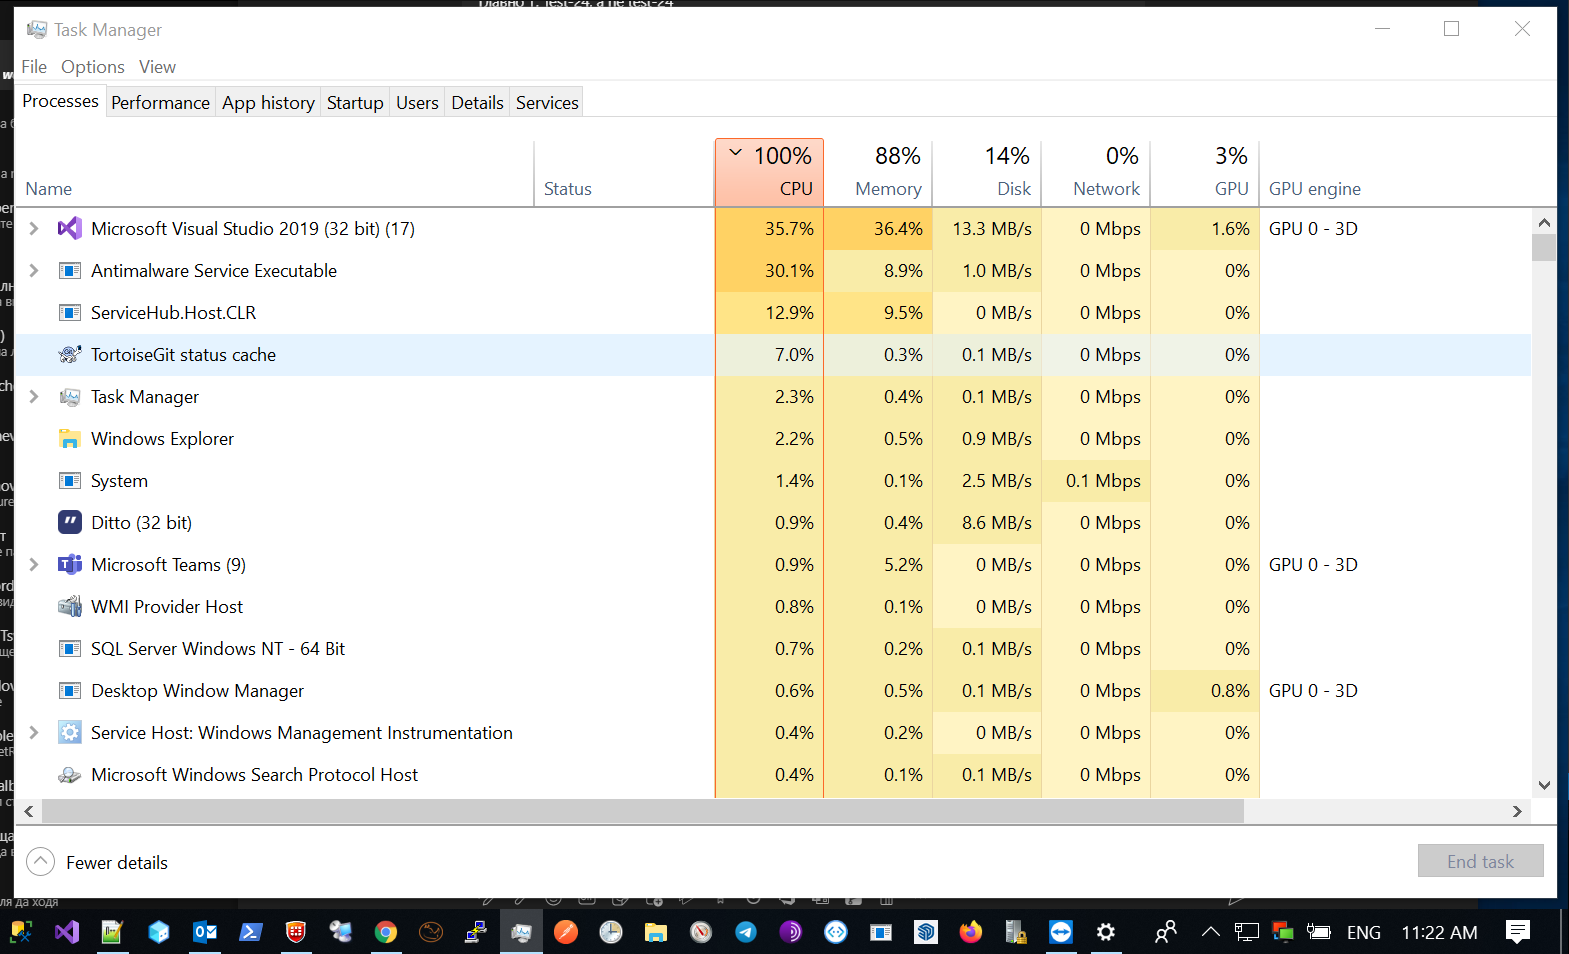 Главно T, Test-24, а не test-24
Task Manager
File Options View
Processes Performance App history Startup Users Details Services
100% 88% 14% 0% 3%
Name Status CPU Memory Disk Network GPU GPU engine
Microsoft Visual Studio 2019 (32 bit) (17) 35.7% 36.4% 13.3 MB/s 0 Mbps 1.6% GPU 0 - 3D
Antimalware Service Executable 30.1% 8.9% 1.0 MB/s 0 Mbps 0%
ServiceHub.Host.CLR 12.9% 9.5% 0 MB/s 0 Mbps 0%
TortoiseGit status cache 7.0% 0.3% 0.1 MB/s 0 Mbps 0%
Task Manager 2.3% 0.4% 0.1 MB/s 0 Mbps 0%
Windows Explorer 2.2% 0.5% 0.9 MB/s 0 Mbps 0%
System 1.4% 0.1% 2.5 MB/s 0.1 Mbps 0%
Ditto (32 bit) 0.9% 0.4% 8.6 MB/s 0 Mbps 0%
Microsoft Teams (9) 0.9% 5.2% 0 MB/s 0 Mbps 0% GPU 0 - 3D
WMI Provider Host 0.8% 0.1% 0 MB/s 0 Mbps 0%
SQL Server Windows NT - 64 Bit 0.7% 0.2% 0.1 MB/s 0 Mbps 0%
Desktop Window Manager 0.6% 0.5% 0.1 MB/s 0 Mbps 0.8% GPU 0 - 3D
Service Host: Windows Management Instrumentation 0.4% 0.2% 0 MB/s 0 Mbps 0%
Microsoft Windows Search Protocol Host 0.4% 0.1% 0.1 MB/s 0 Mbps 0%
Fewer details End task
ля да ходя
ENG 11:22 AM